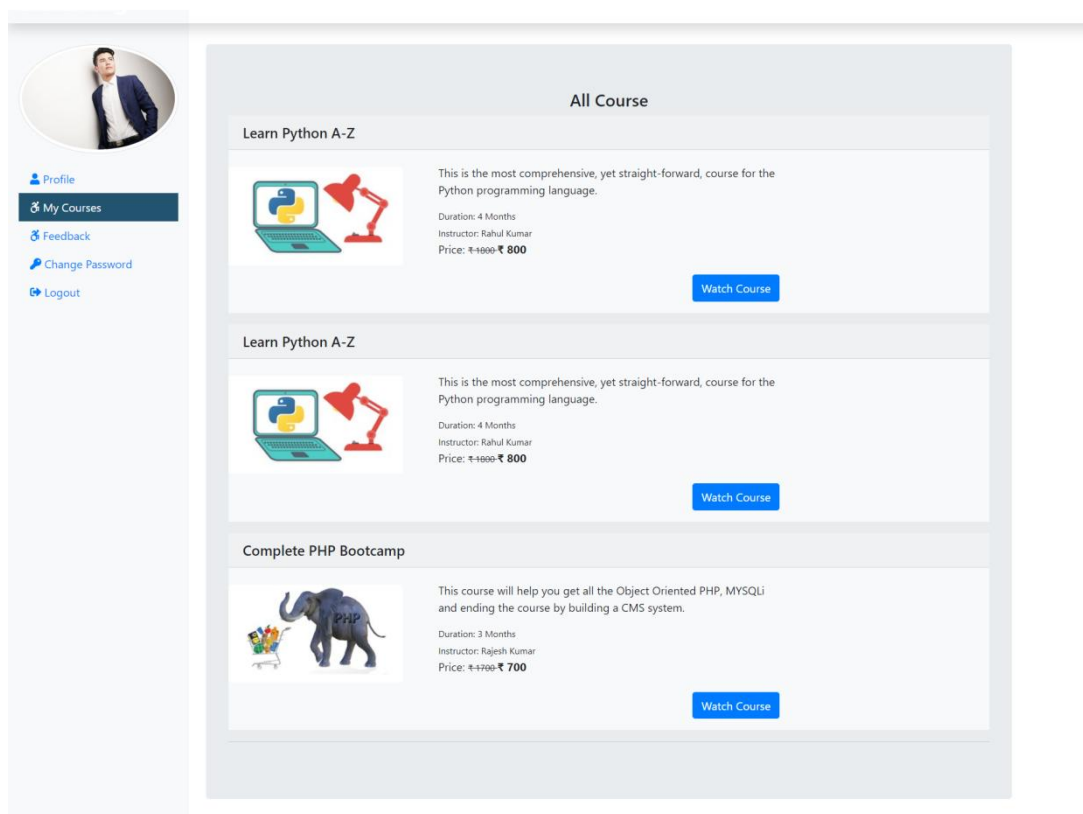 Profile
My Courses
Feedback
Change Password
Logout
All Course
Learn Python A-Z
This is the most comprehensive, yet straight-forward, course for the
Python programming language.
Duration: 4 Months
Instructor: Rahul Kumar
Price: ₹ 1800 ₹ 800
Watch Course
Learn Python A-Z
This is the most comprehensive, yet straight-forward, course for the
Python programming language.
Duration: 4 Months
Instructor: Rahul Kumar
Price: ₹ 1800 ₹ 800
Watch Course
Complete PHP Bootcamp
PHP
This course will help you get all the Object Oriented PHP, MYSQLi
and ending the course by building a CMS system.
Duration: 3 Months
Instructor: Rajesh Kumar
Price: ₹ 1700 ₹ 700
Watch Course